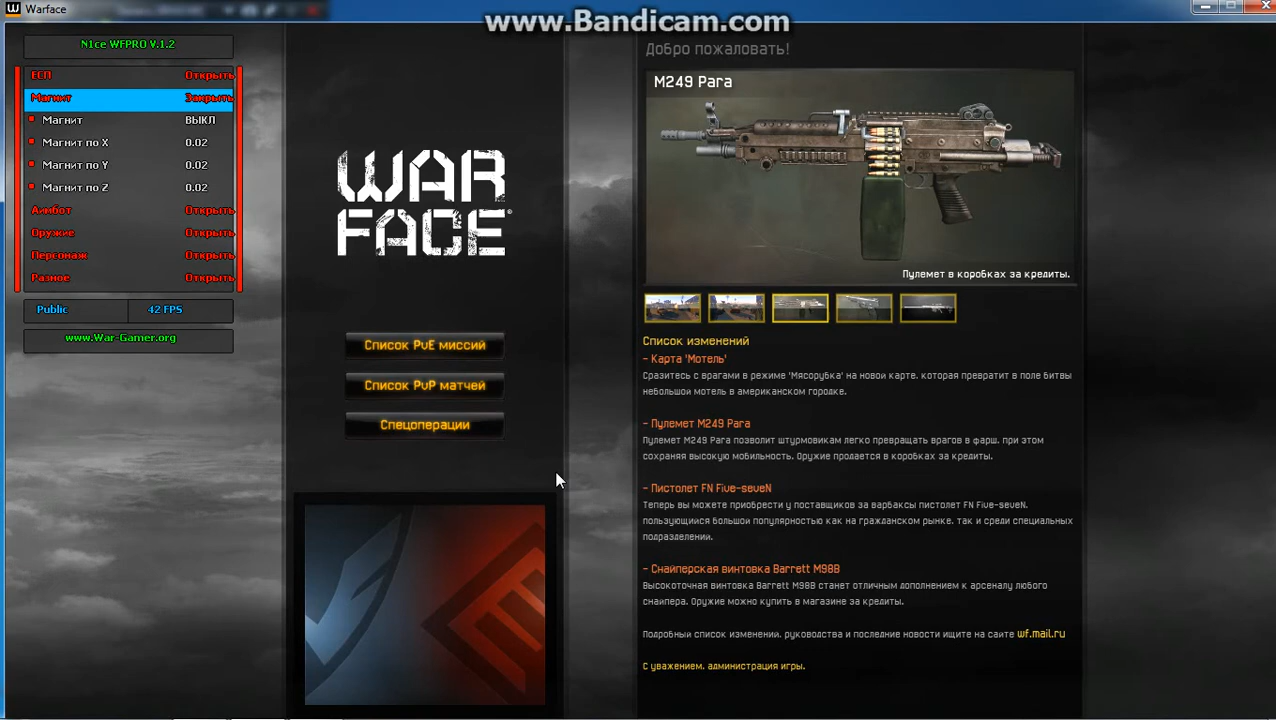 Warface
www.Bandicam.com
N1ce WFPRO V.1.2
ЕСП Открыть
Магнит Закрыть
Магнит ВЫКЛ
Магнит по X 0.02
Магнит по Y 0.02
Магнит по Z 0.02
Аимбот Открыть
Оружие Открыть
Персонаж Открыть
Разное Открыть
Public 42 FPS
www.War-Gamer.org
WAR
FACE
Список PvE миссий
Список PvP матчей
Спецоперации
Добро пожаловать!
M249 Para
Пулемет в коробках за кредиты.
Список изменений
- Карта 'Мотель'
Сразитесь с врагами в режиме 'Мясорубка' на новой карте, которая превратит в поле битвы
небольшой мотель в американском городке.
- Пулемет M249 Para
Пулемет M249 Para позволит штурмовикам легко превращать врагов в фарш, при этом
сохраняя высокую мобильность. Оружие продается в коробках за кредиты.
- Пистолет FN Five-seveN
Теперь вы можете приобрести у поставщиков за варбаксы пистолет FN Five-seveN,
пользующийся большой популярностью как на гражданском рынке, так и среди специальных
подразделений.
- Снайперская винтовка Barrett M98B
Высокоточная винтовка Barrett M98B станет отличным дополнением к арсеналу любого
снайпера. Оружие можно купить в магазине за кредиты.
Подробный список изменений, руководства и последние новости ищите на сайте wf.mail.ru
С уважением, администрация игры.